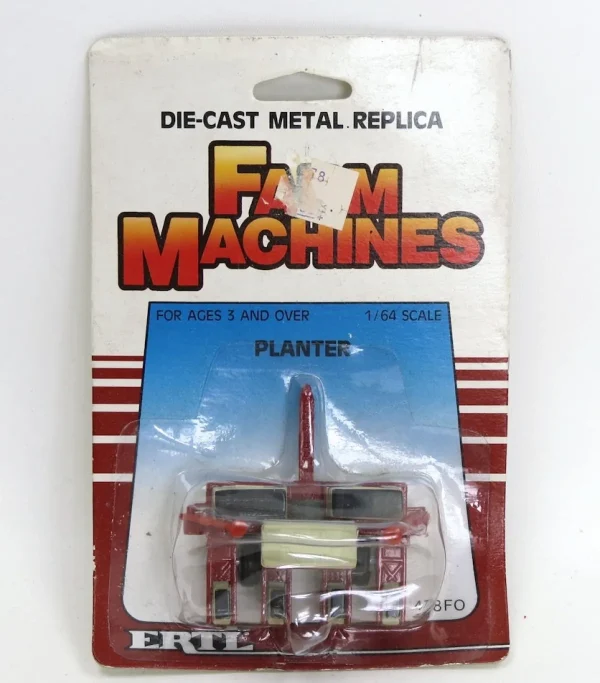 DIE-CAST METAL REPLICA
FARM
MACHINES
FOR AGES 3 AND OVER 1/64 SCALE
PLANTER
ERTL